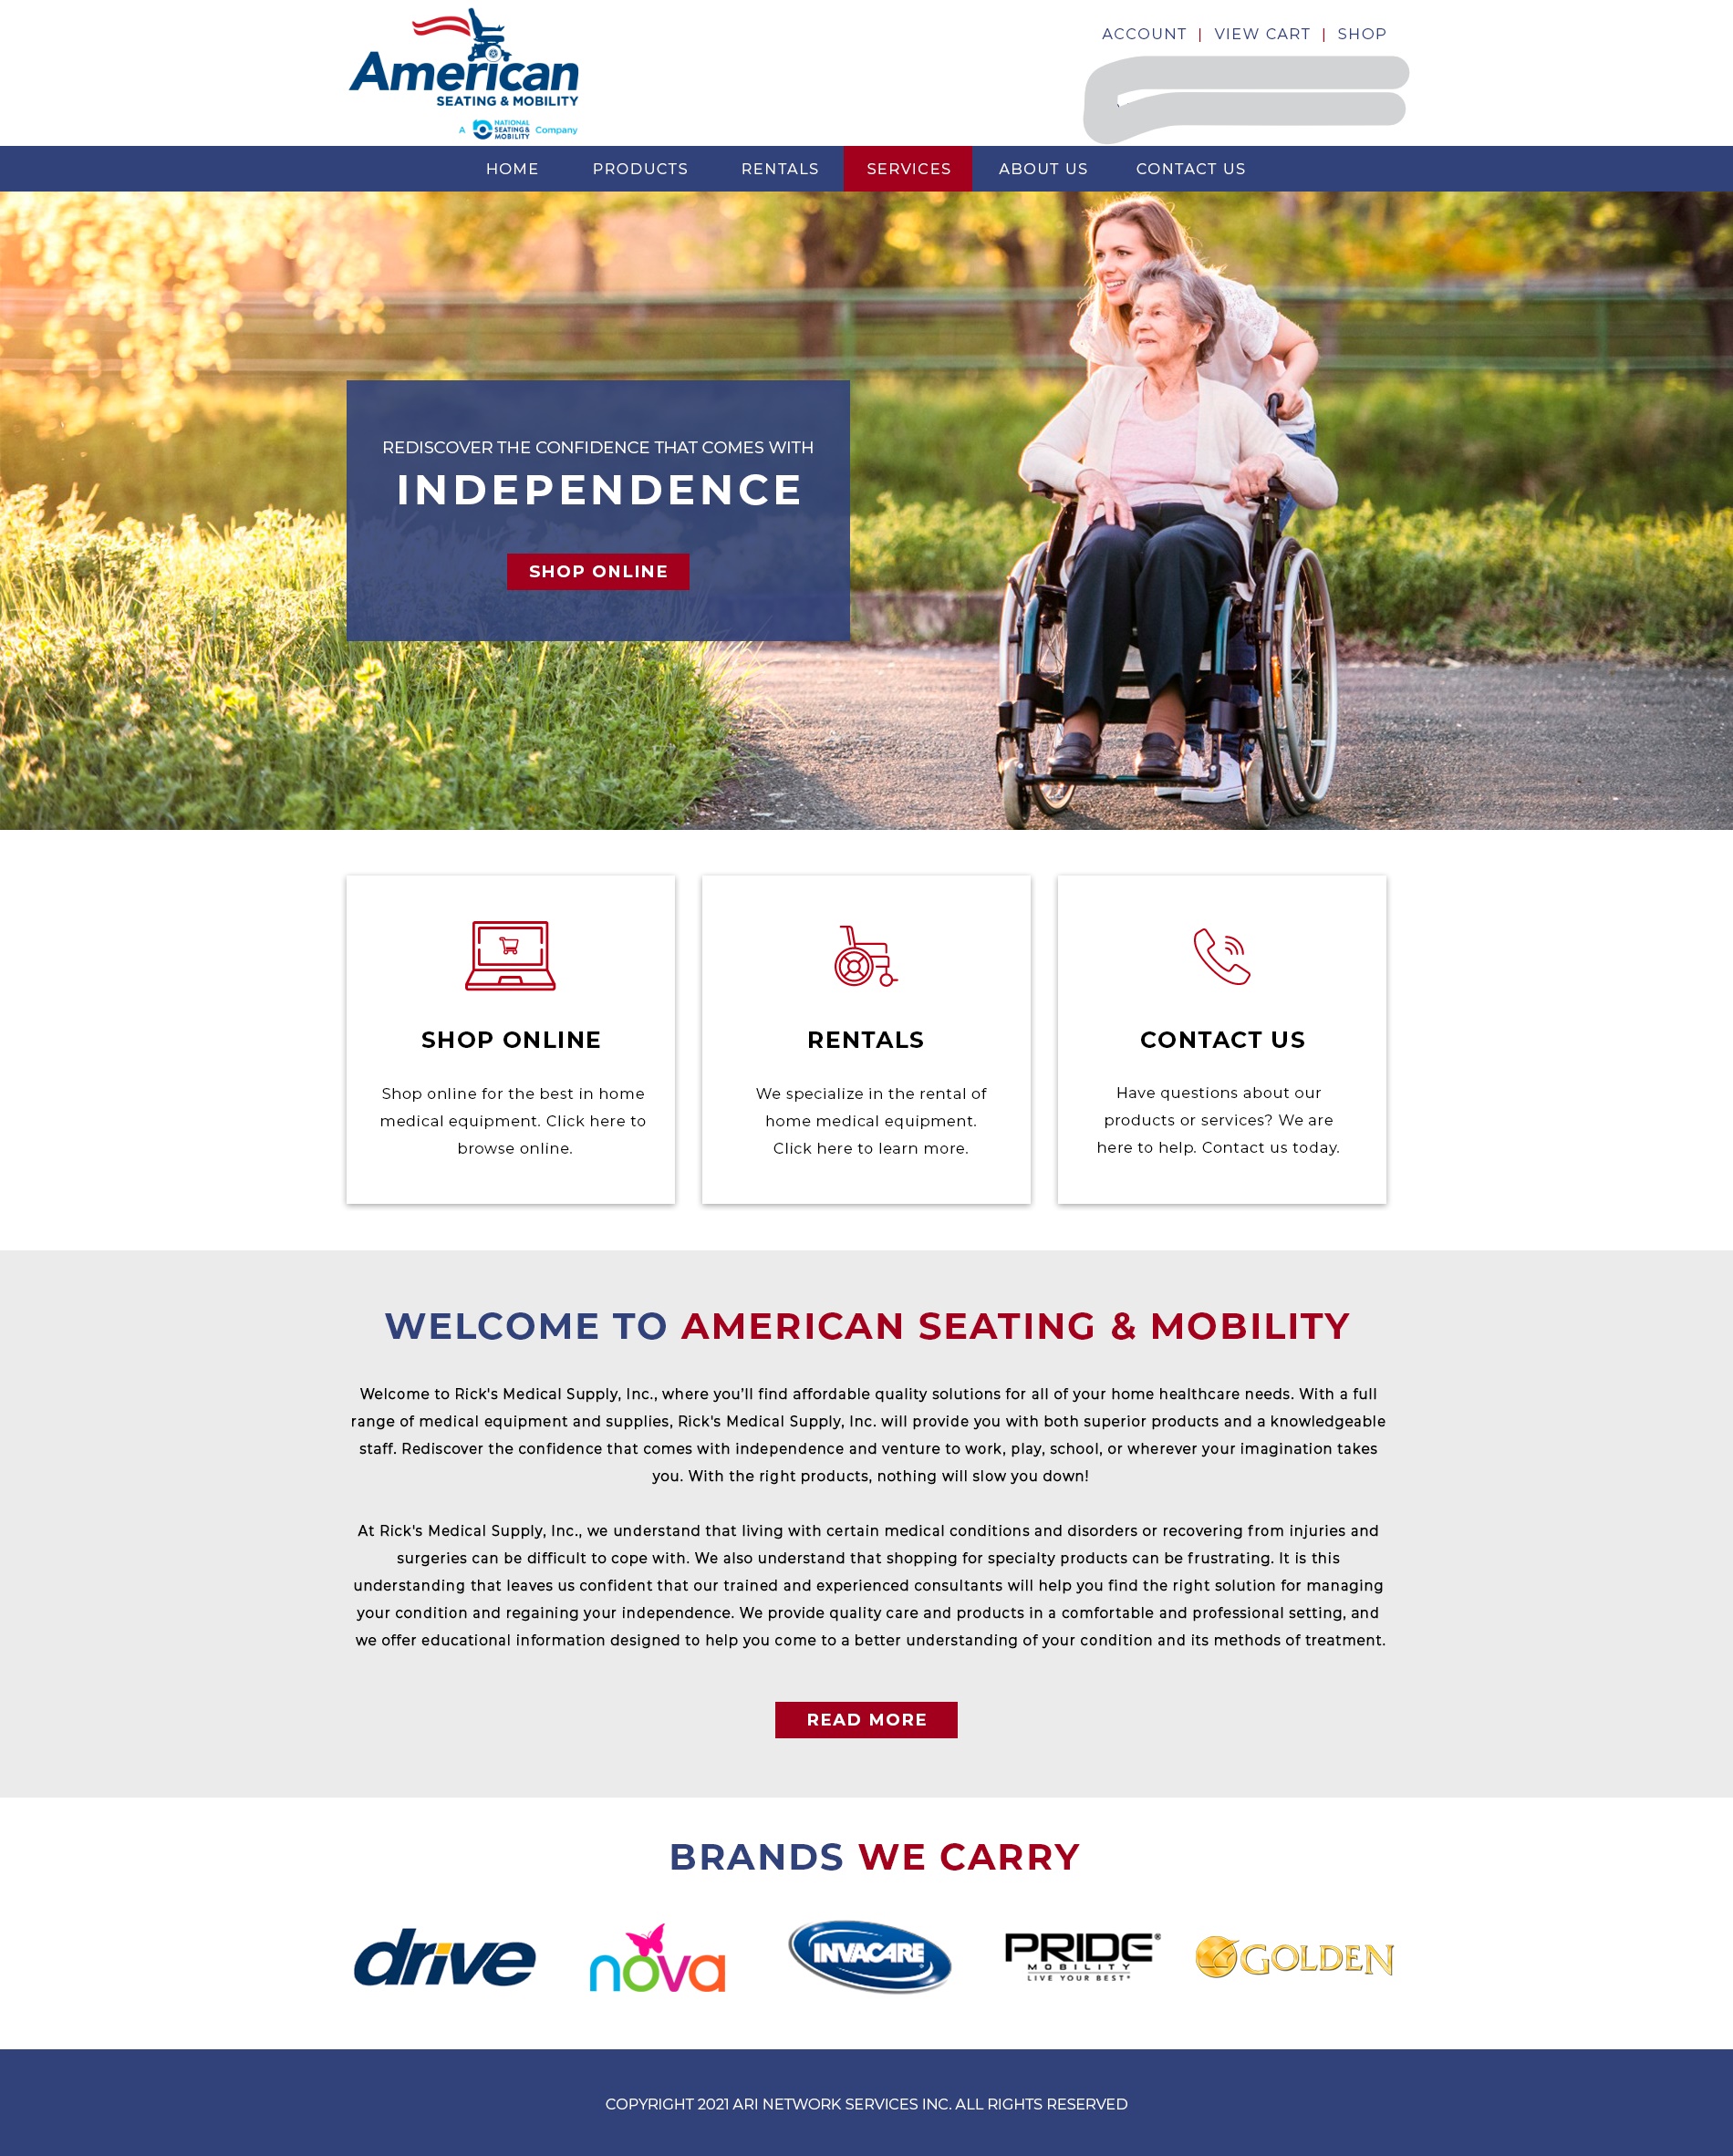 American
SEATING & MOBILITY
A NATIONAL SEATING & MOBILITY Company
ACCOUNT | VIEW CART | SHOP
HOME PRODUCTS RENTALS SERVICES ABOUT US CONTACT US
REDISCOVER THE CONFIDENCE THAT COMES WITH
INDEPENDENCE
SHOP ONLINE
SHOP ONLINE
Shop online for the best in home
medical equipment. Click here to
browse online.
RENTALS
We specialize in the rental of
home medical equipment.
Click here to learn more.
CONTACT US
Have questions about our
products or services? We are
here to help. Contact us today.
WELCOME TO AMERICAN SEATING & MOBILITY
Welcome to Rick's Medical Supply, Inc., where you’ll find affordable quality solutions for all of your home healthcare needs. With a full
range of medical equipment and supplies, Rick's Medical Supply, Inc. will provide you with both superior products and a knowledgeable
staff. Rediscover the confidence that comes with independence and venture to work, play, school, or wherever your imagination takes
you. With the right products, nothing will slow you down!
At Rick's Medical Supply, Inc., we understand that living with certain medical conditions and disorders or recovering from injuries and
surgeries can be difficult to cope with. We also understand that shopping for specialty products can be frustrating. It is this
understanding that leaves us confident that our trained and experienced consultants will help you find the right solution for managing
your condition and regaining your independence. We provide quality care and products in a comfortable and professional setting, and
we offer educational information designed to help you come to a better understanding of your condition and its methods of treatment.
READ MORE
BRANDS WE CARRY
drive
nova
INVACARE
PRIDE®
MOBILITY
LIVE YOUR BEST®
GOLDEN
COPYRIGHT 2021 ARI NETWORK SERVICES INC. ALL RIGHTS RESERVED